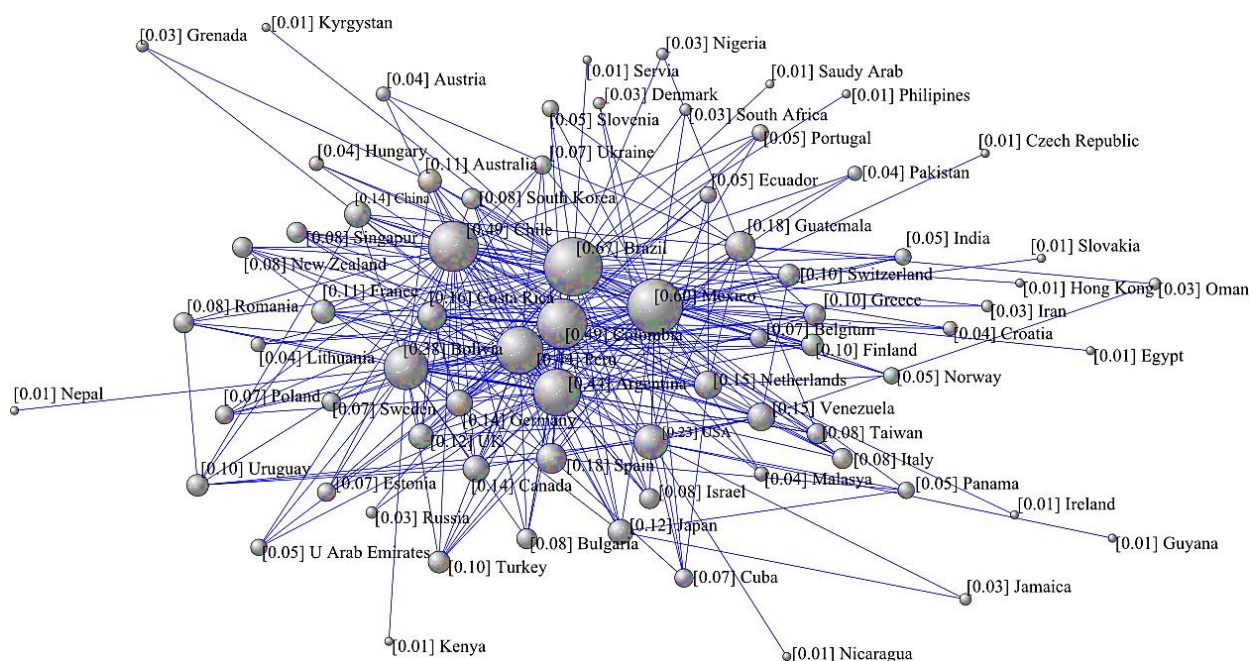 [0.01] Kyrgystan
[0.03] Grenada
[0.03] Nigeria
[0.01] Servia
[0.01] Saudy Arab
[0.04] Austria
[0.01] Philipines
[0.03] Denmark
[0.03] South Africa
[0.05] Slovenia
[0.05] Portugal
[0.01] Czech Republic
[0.07] Ukraine
[0.04] Hungary
[0.11] Australia
[0.04] Pakistan
[0.05] Ecuador
[0.14] China
[0.08] South Korea
[0.18] Guatemala
[0.49] Chile
[0.08] Singapur
[0.67] Brazil
[0.05] India
[0.01] Slovakia
[0.08] New Zealand
[0.10] Switzerland
[0.01] Hong Kong
[0.03] Oman
[0.11] France
[0.16] Costa Rica
[0.60] Mexico
[0.08] Romania
[0.10] Greece
[0.03] Iran
[0.49] Colombia
[0.07] Belgium
[0.04] Croatia
[0.04] Lithuania
[0.38] Bolivia
[0.44] Peru
[0.10] Finland
[0.01] Egypt
[0.05] Norway
[0.01] Nepal
[0.44] Argentina
[0.15] Netherlands
[0.07] Poland
[0.07] Sweden
[0.14] Germany
[0.15] Venezuela
[0.12] UK
[0.23] USA
[0.08] Taiwan
[0.10] Uruguay
[0.18] Spain
[0.08] Italy
[0.14] Canada
[0.04] Malasya
[0.07] Estonia
[0.08] Israel
[0.05] Panama
[0.03] Russia
[0.01] Ireland
[0.12] Japan
[0.08] Bulgaria
[0.01] Guyana
[0.05] U Arab Emirates
[0.10] Turkey
[0.07] Cuba
[0.03] Jamaica
[0.01] Kenya
[0.01] Nicaragua